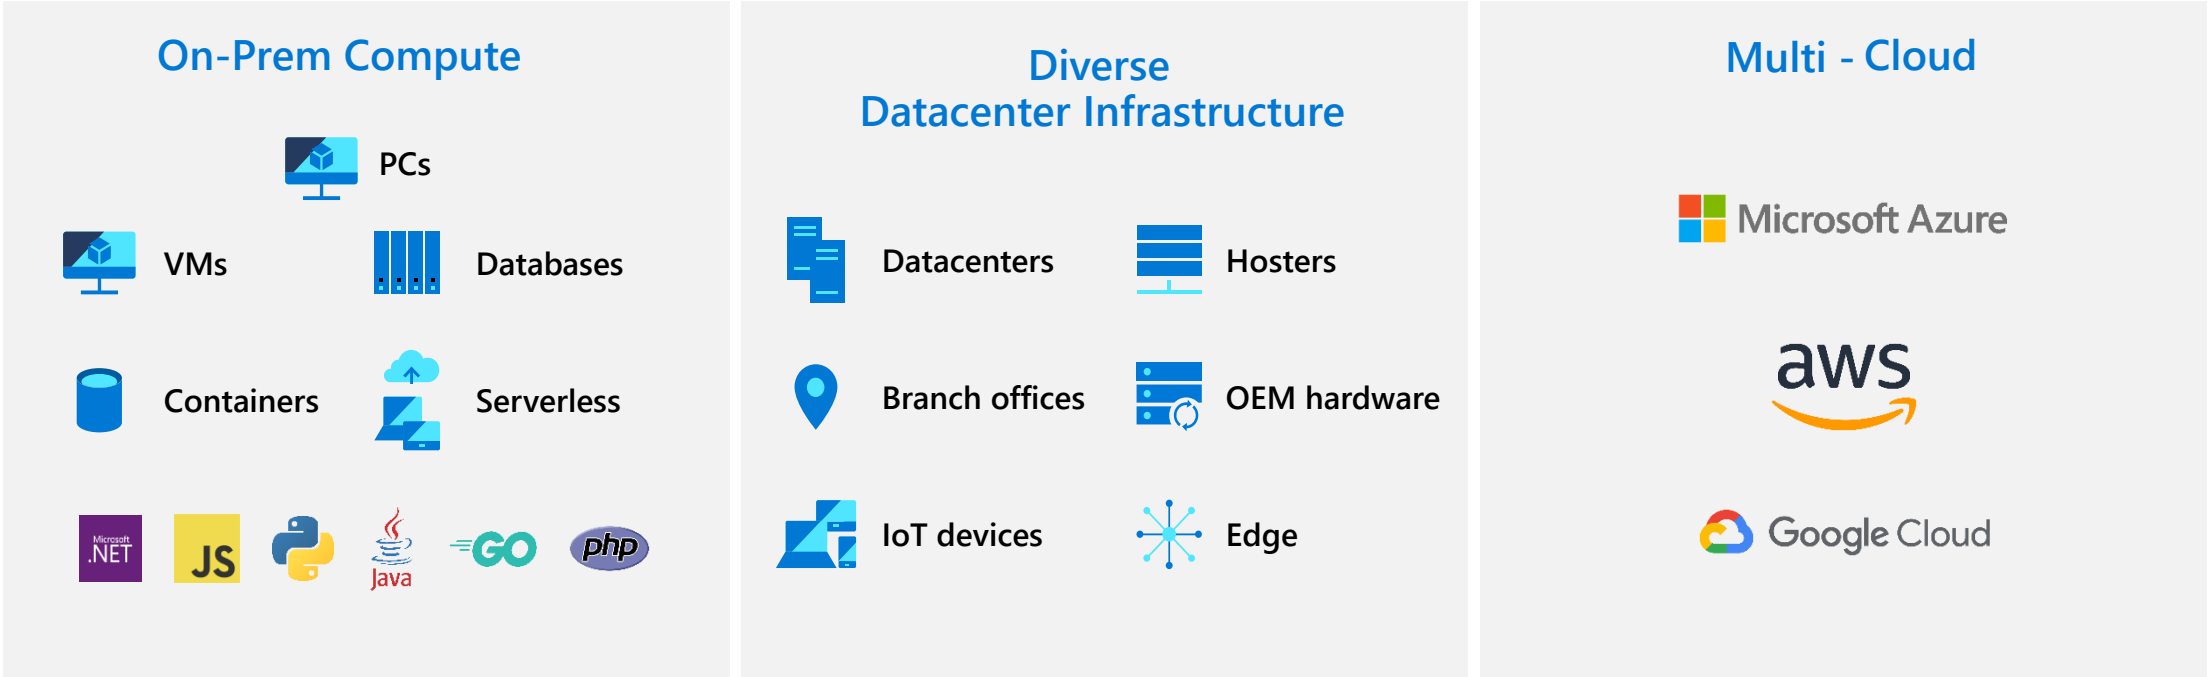 On-Prem Compute
PCs
VMs
Databases
Containers
Serverless
Microsoft
.NET
JS
Java
GO
php
Diverse
Datacenter Infrastructure
Datacenters
Hosters
Branch offices
OEM hardware
IoT devices
Edge
Multi - Cloud
Microsoft Azure
aws
Google Cloud